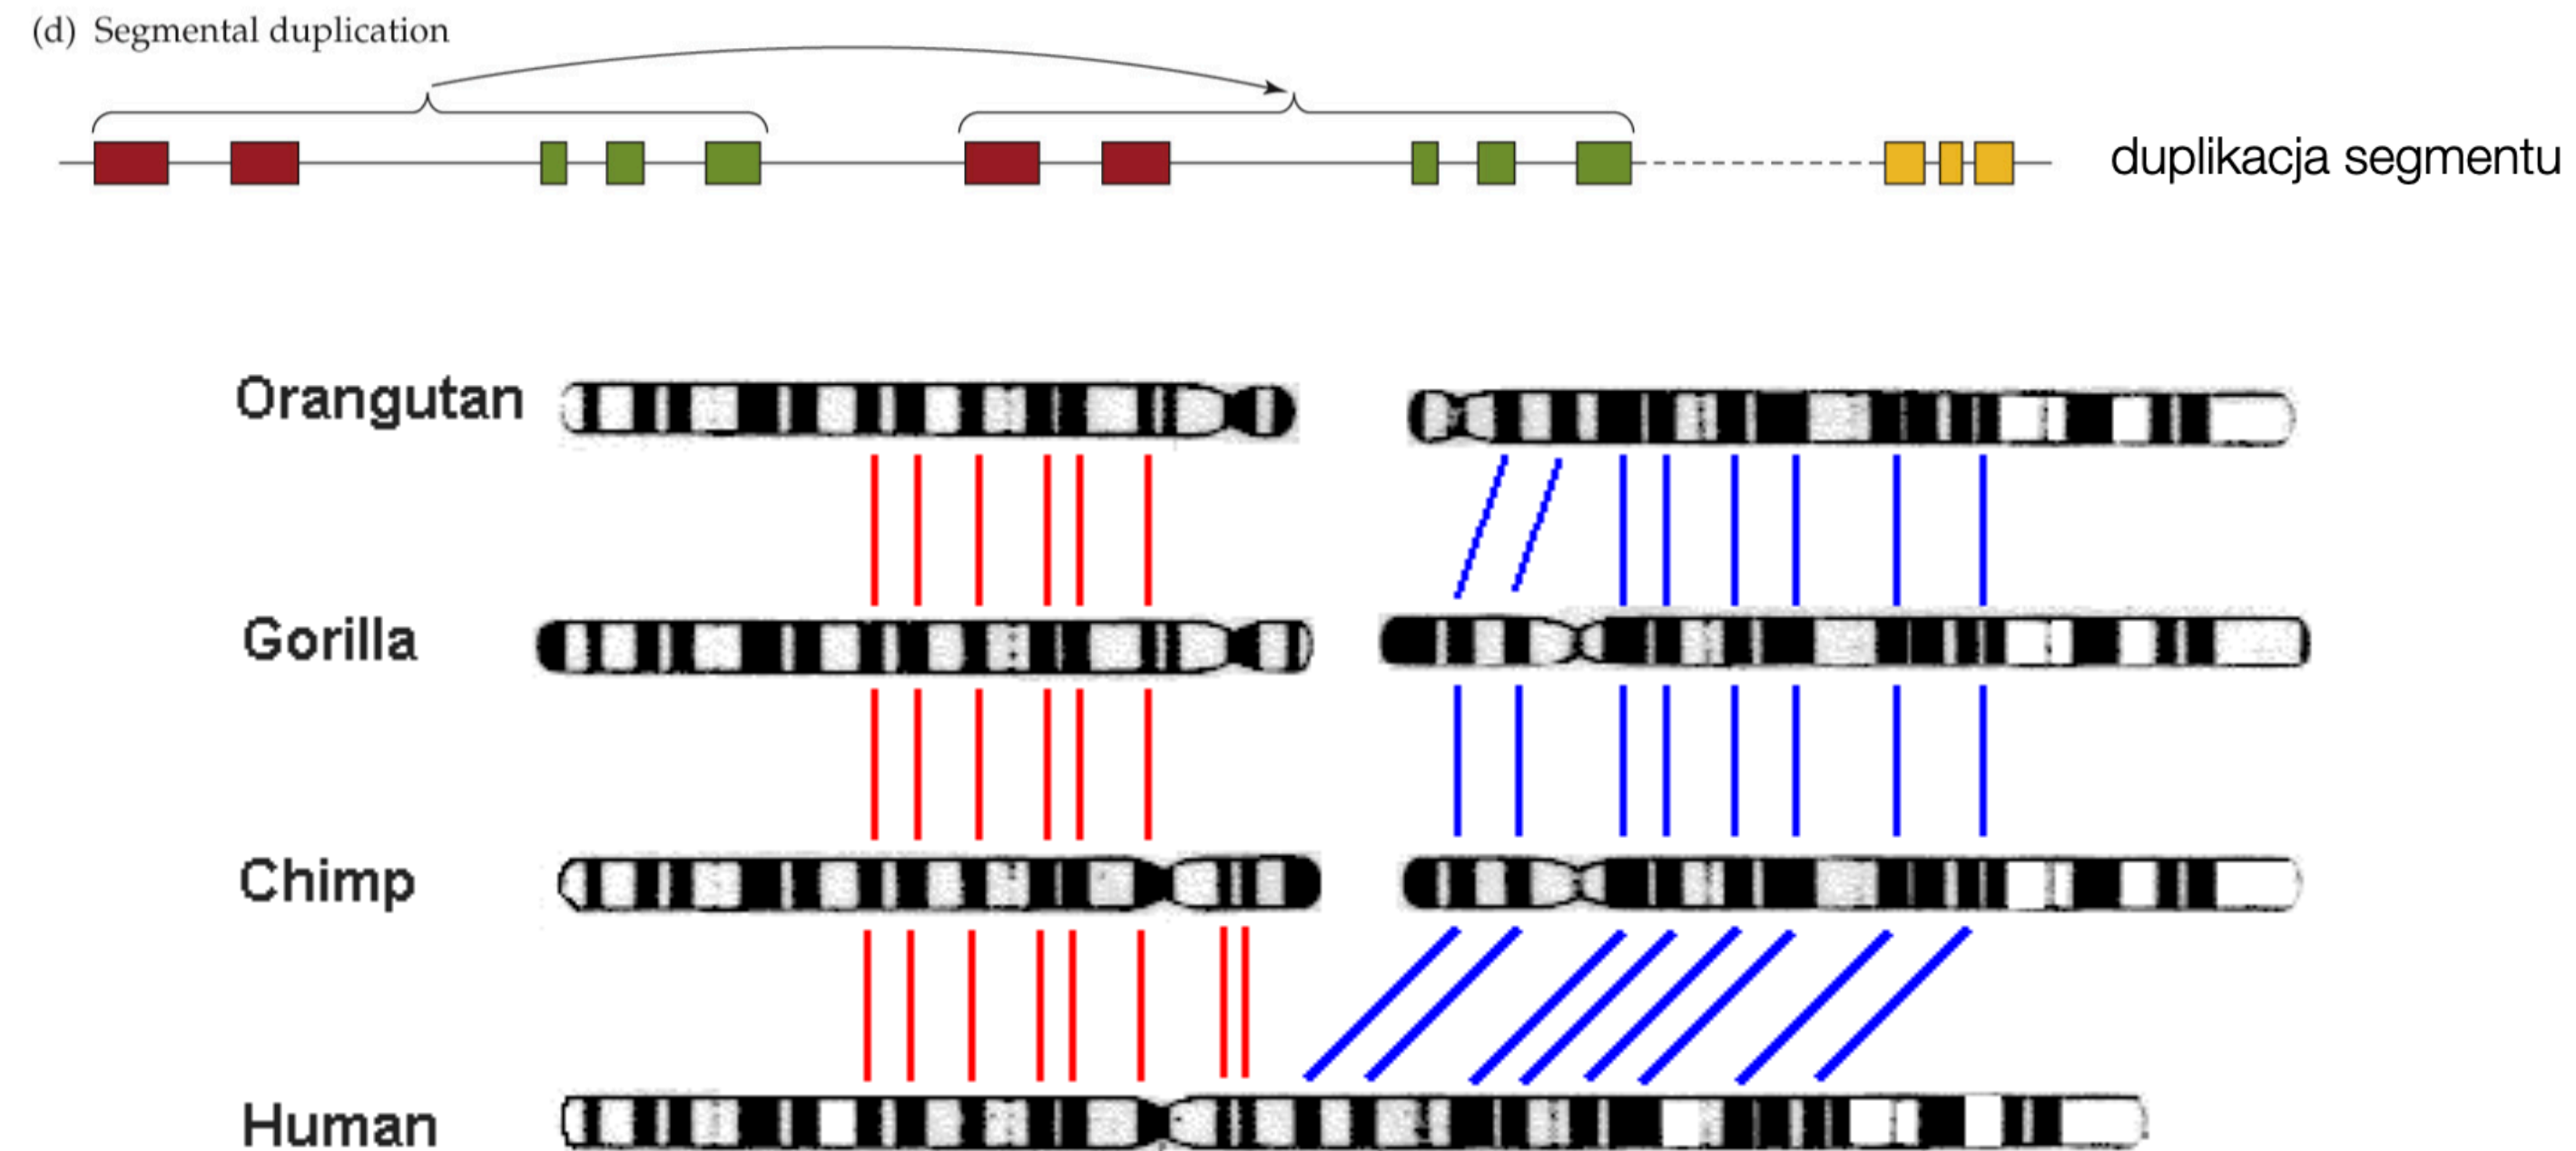 (d) Segmental duplication
duplikacja segmentu
Orangutan
Gorilla
Chimp
Human